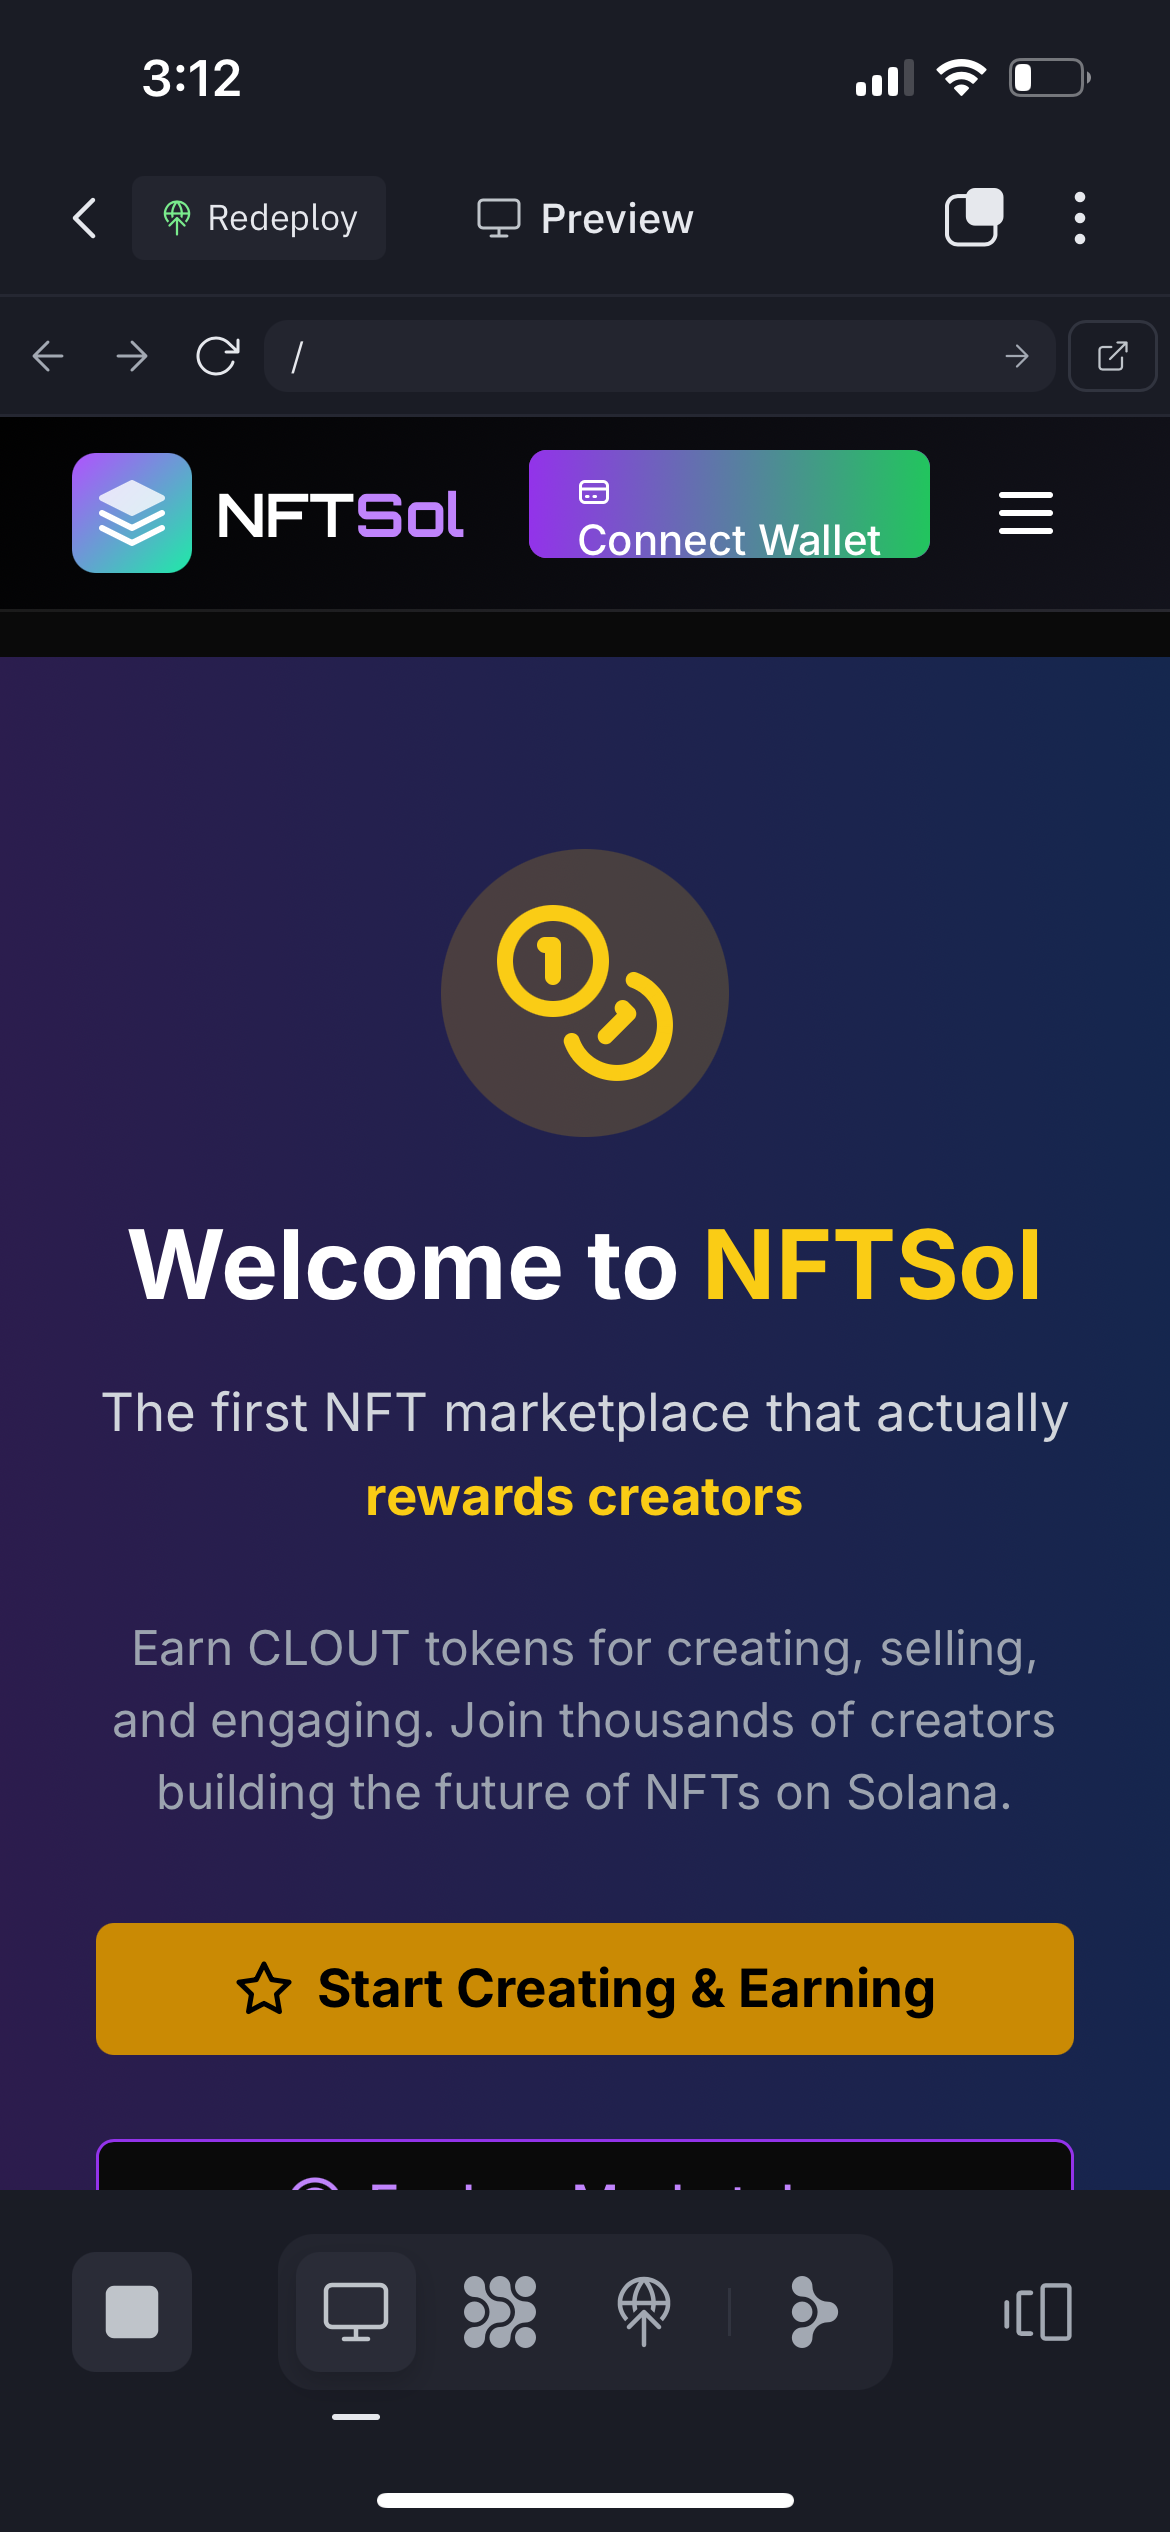 3:12
Redeploy
Preview
/
NFTSol
Connect Wallet
Welcome to NFTSol
The first NFT marketplace that actually
rewards creators
Earn CLOUT tokens for creating, selling,
and engaging. Join thousands of creators
building the future of NFTs on Solana.
Start Creating & Earning